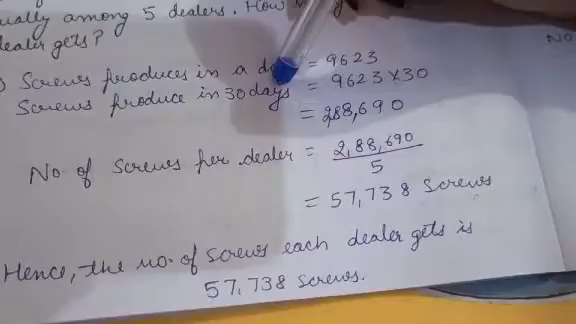 ually among 5 dealers. How
dealer gets?
Screws produces in a = 9623
Screws produce in 30 days = 9623 x 30
= 288,690
No. of screws per dealer = 2,88,690
5
= 57,738 screws
Hence, the no. of screws each dealer gets is
57,738 screws.
No.